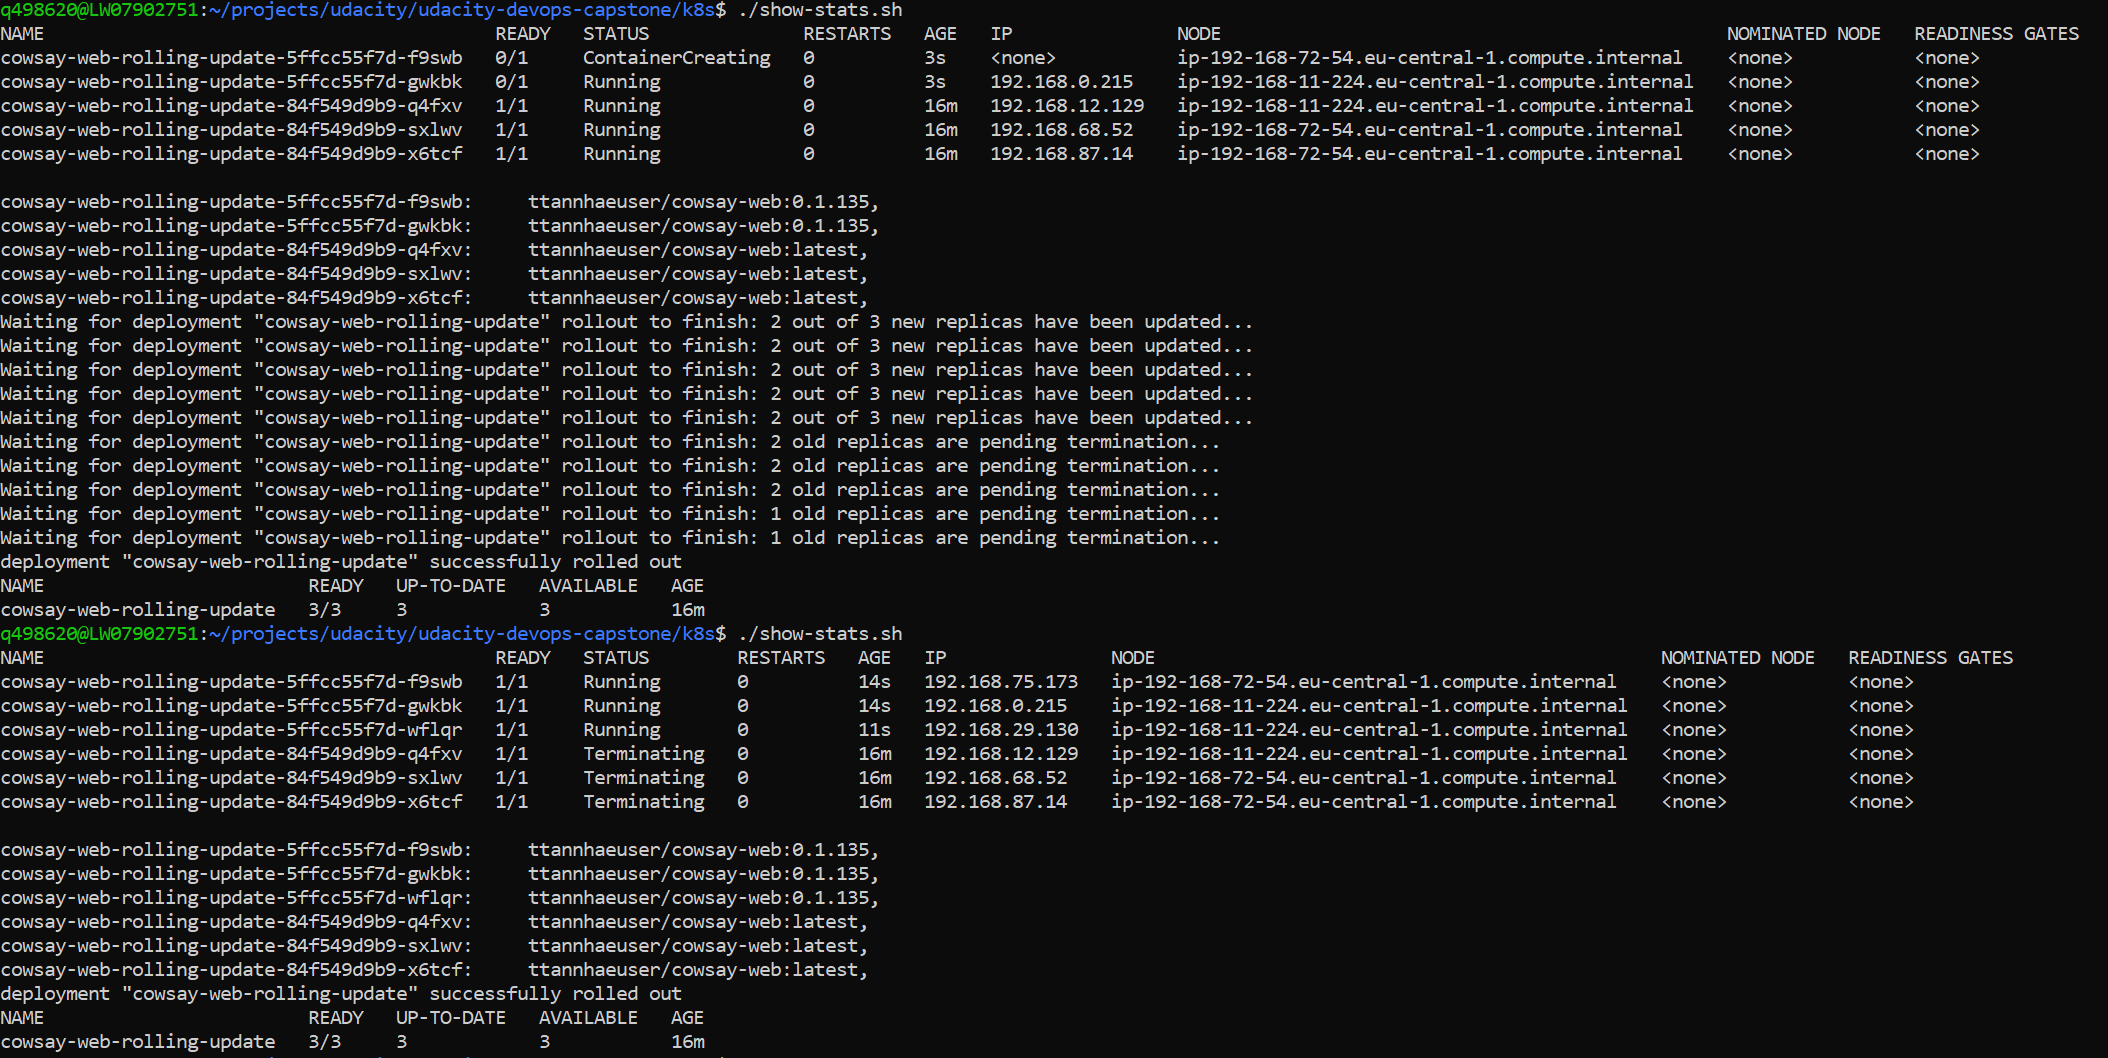 q498620@LW07902751:~/projects/udacity/udacity-devops-capstone/k8s$ ./show-stats.sh
NAME                                         READY   STATUS              RESTARTS   AGE   IP               NODE                                              NOMINATED NODE   READINESS GATES
cowsay-web-rolling-update-5ffcc55f7d-f9swb   0/1     ContainerCreating   0          3s    <none>           ip-192-168-72-54.eu-central-1.compute.internal    <none>           <none>
cowsay-web-rolling-update-5ffcc55f7d-gwkbk   0/1     Running             0          3s    192.168.0.215    ip-192-168-11-224.eu-central-1.compute.internal   <none>           <none>
cowsay-web-rolling-update-84f549d9b9-q4fxv   1/1     Running             0          16m   192.168.12.129   ip-192-168-11-224.eu-central-1.compute.internal   <none>           <none>
cowsay-web-rolling-update-84f549d9b9-sxlwv   1/1     Running             0          16m   192.168.68.52    ip-192-168-72-54.eu-central-1.compute.internal    <none>           <none>
cowsay-web-rolling-update-84f549d9b9-x6tcf   1/1     Running             0          16m   192.168.87.14    ip-192-168-72-54.eu-central-1.compute.internal    <none>           <none>

cowsay-web-rolling-update-5ffcc55f7d-f9swb:     ttannhaeuser/cowsay-web:0.1.135,
cowsay-web-rolling-update-5ffcc55f7d-gwkbk:     ttannhaeuser/cowsay-web:0.1.135,
cowsay-web-rolling-update-84f549d9b9-q4fxv:     ttannhaeuser/cowsay-web:latest,
cowsay-web-rolling-update-84f549d9b9-sxlwv:     ttannhaeuser/cowsay-web:latest,
cowsay-web-rolling-update-84f549d9b9-x6tcf:     ttannhaeuser/cowsay-web:latest,
Waiting for deployment "cowsay-web-rolling-update" rollout to finish: 2 out of 3 new replicas have been updated...
Waiting for deployment "cowsay-web-rolling-update" rollout to finish: 2 out of 3 new replicas have been updated...
Waiting for deployment "cowsay-web-rolling-update" rollout to finish: 2 out of 3 new replicas have been updated...
Waiting for deployment "cowsay-web-rolling-update" rollout to finish: 2 out of 3 new replicas have been updated...
Waiting for deployment "cowsay-web-rolling-update" rollout to finish: 2 out of 3 new replicas have been updated...
Waiting for deployment "cowsay-web-rolling-update" rollout to finish: 2 old replicas are pending termination...
Waiting for deployment "cowsay-web-rolling-update" rollout to finish: 2 old replicas are pending termination...
Waiting for deployment "cowsay-web-rolling-update" rollout to finish: 2 old replicas are pending termination...
Waiting for deployment "cowsay-web-rolling-update" rollout to finish: 1 old replicas are pending termination...
Waiting for deployment "cowsay-web-rolling-update" rollout to finish: 1 old replicas are pending termination...
deployment "cowsay-web-rolling-update" successfully rolled out
NAME                        READY   UP-TO-DATE   AVAILABLE   AGE
cowsay-web-rolling-update   3/3     3            3           16m
q498620@LW07902751:~/projects/udacity/udacity-devops-capstone/k8s$ ./show-stats.sh
NAME                                         READY   STATUS        RESTARTS   AGE   IP               NODE                                              NOMINATED NODE   READINESS GATES
cowsay-web-rolling-update-5ffcc55f7d-f9swb   1/1     Running       0          14s   192.168.75.173   ip-192-168-72-54.eu-central-1.compute.internal    <none>           <none>
cowsay-web-rolling-update-5ffcc55f7d-gwkbk   1/1     Running       0          14s   192.168.0.215    ip-192-168-11-224.eu-central-1.compute.internal   <none>           <none>
cowsay-web-rolling-update-5ffcc55f7d-wflqr   1/1     Running       0          11s   192.168.29.130   ip-192-168-11-224.eu-central-1.compute.internal   <none>           <none>
cowsay-web-rolling-update-84f549d9b9-q4fxv   1/1     Terminating   0          16m   192.168.12.129   ip-192-168-11-224.eu-central-1.compute.internal   <none>           <none>
cowsay-web-rolling-update-84f549d9b9-sxlwv   1/1     Terminating   0          16m   192.168.68.52    ip-192-168-72-54.eu-central-1.compute.internal    <none>           <none>
cowsay-web-rolling-update-84f549d9b9-x6tcf   1/1     Terminating   0          16m   192.168.87.14    ip-192-168-72-54.eu-central-1.compute.internal    <none>           <none>

cowsay-web-rolling-update-5ffcc55f7d-f9swb:     ttannhaeuser/cowsay-web:0.1.135,
cowsay-web-rolling-update-5ffcc55f7d-gwkbk:     ttannhaeuser/cowsay-web:0.1.135,
cowsay-web-rolling-update-5ffcc55f7d-wflqr:     ttannhaeuser/cowsay-web:0.1.135,
cowsay-web-rolling-update-84f549d9b9-q4fxv:     ttannhaeuser/cowsay-web:latest,
cowsay-web-rolling-update-84f549d9b9-sxlwv:     ttannhaeuser/cowsay-web:latest,
cowsay-web-rolling-update-84f549d9b9-x6tcf:     ttannhaeuser/cowsay-web:latest,
deployment "cowsay-web-rolling-update" successfully rolled out
NAME                        READY   UP-TO-DATE   AVAILABLE   AGE
cowsay-web-rolling-update   3/3     3            3           16m